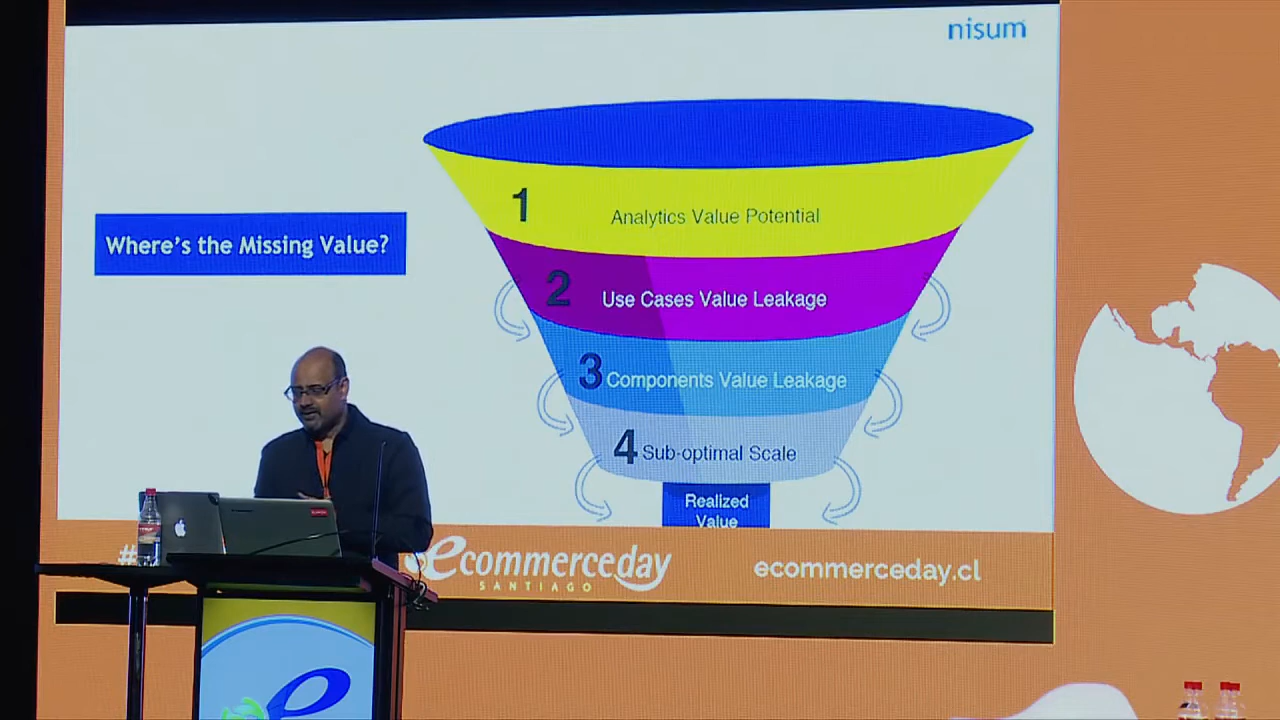 nisum
Where's the Missing Value?
1
Analytics Value Potential
2
Use Cases Value Leakage
3
Components Value Leakage
4
Sub-optimal Scale
Realized
Value
#
ecommerceday
SANTIAGO
ecommerceday.cl
e